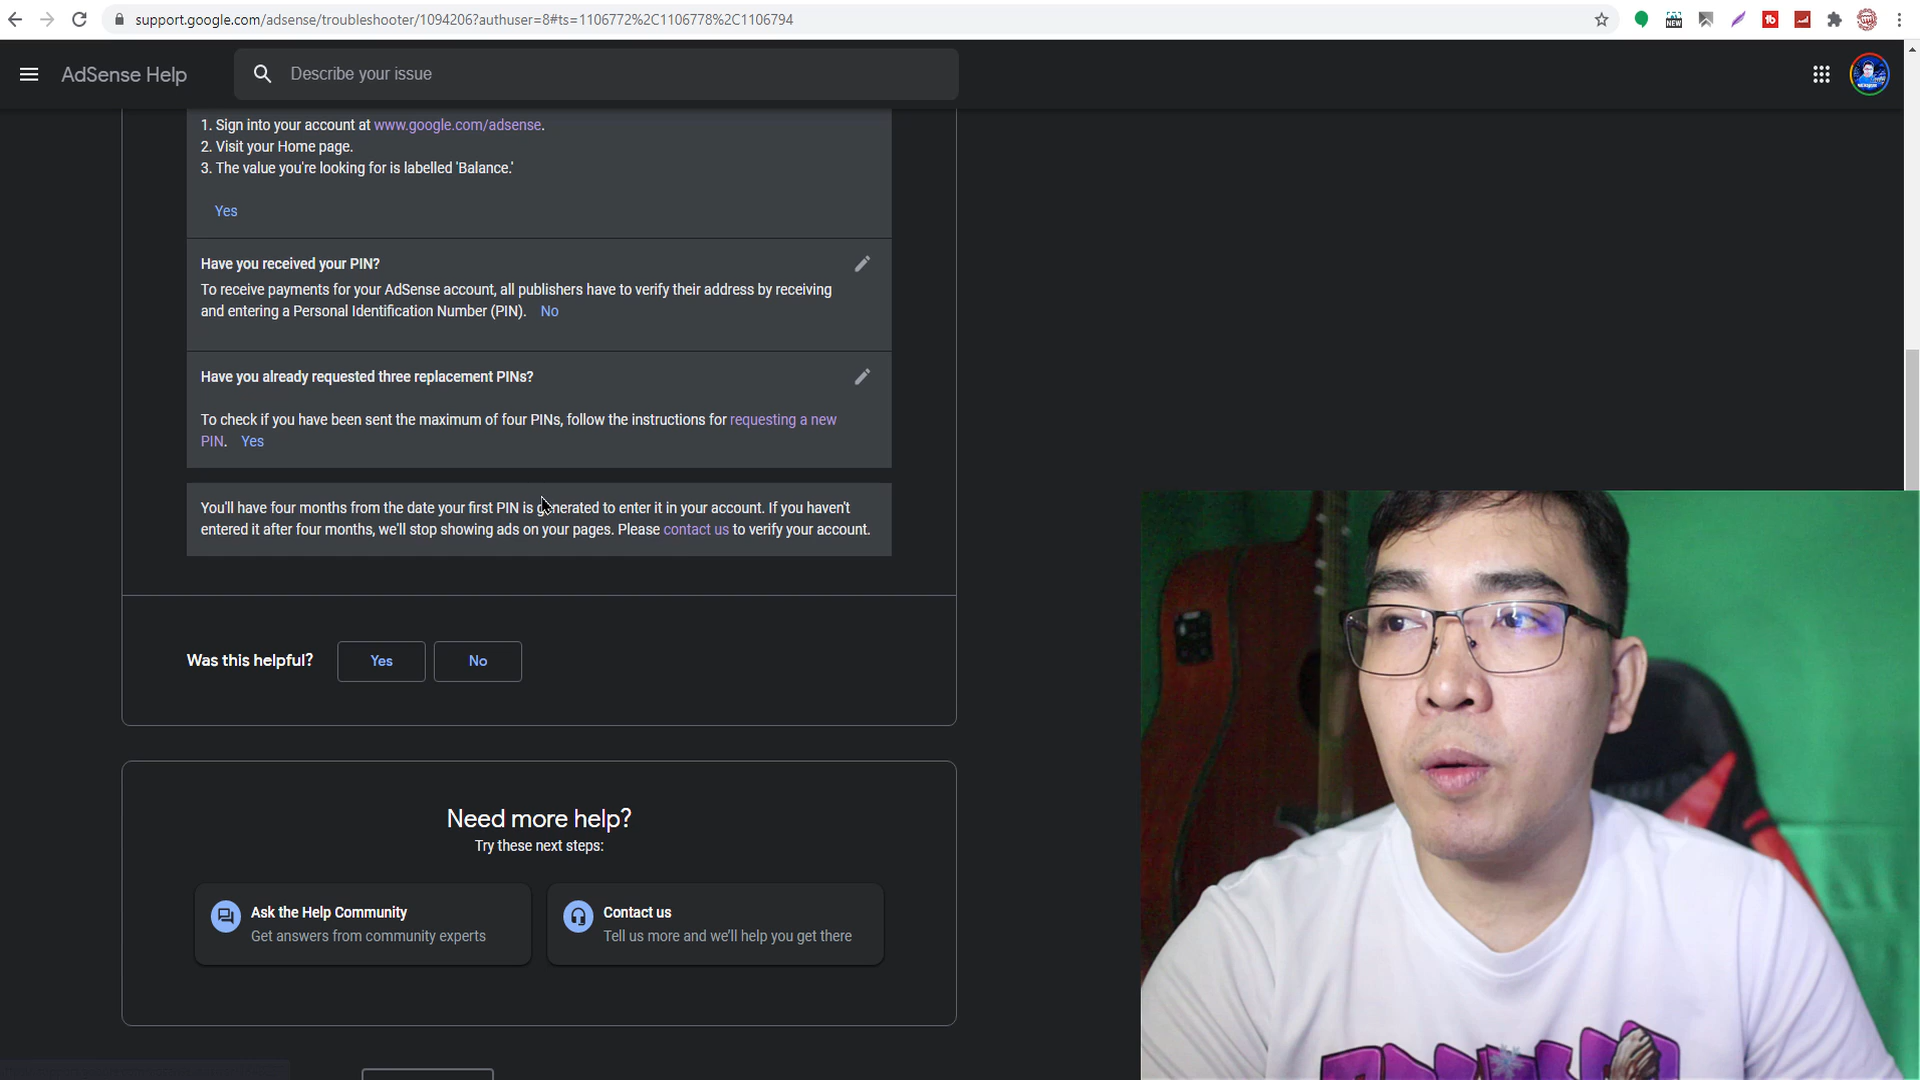 support.google.com/adsense/troubleshooter/1094206?authuser=8#ts=1106772%2C1106778%2C1106794
NEW
AdSense Help
Describe your issue
1. Sign into your account at www.google.com/adsense.
2. Visit your Home page.
3. The value you're looking for is labelled 'Balance.'
Yes
Have you received your PIN?
To receive payments for your AdSense account, all publishers have to verify their address by receiving
and entering a Personal Identification Number (PIN). No
Have you already requested three replacement PINs?
To check if you have been sent the maximum of four PINs, follow the instructions for requesting a new
PIN. Yes
You'll have four months from the date your first PIN is generated to enter it in your account. If you haven't
entered it after four months, we'll stop showing ads on your pages. Please contact us to verify your account.
Was this helpful? Yes No
Need more help?
Try these next steps:
Ask the Help Community
Get answers from community experts
Contact us
Tell us more and we'll help you get there